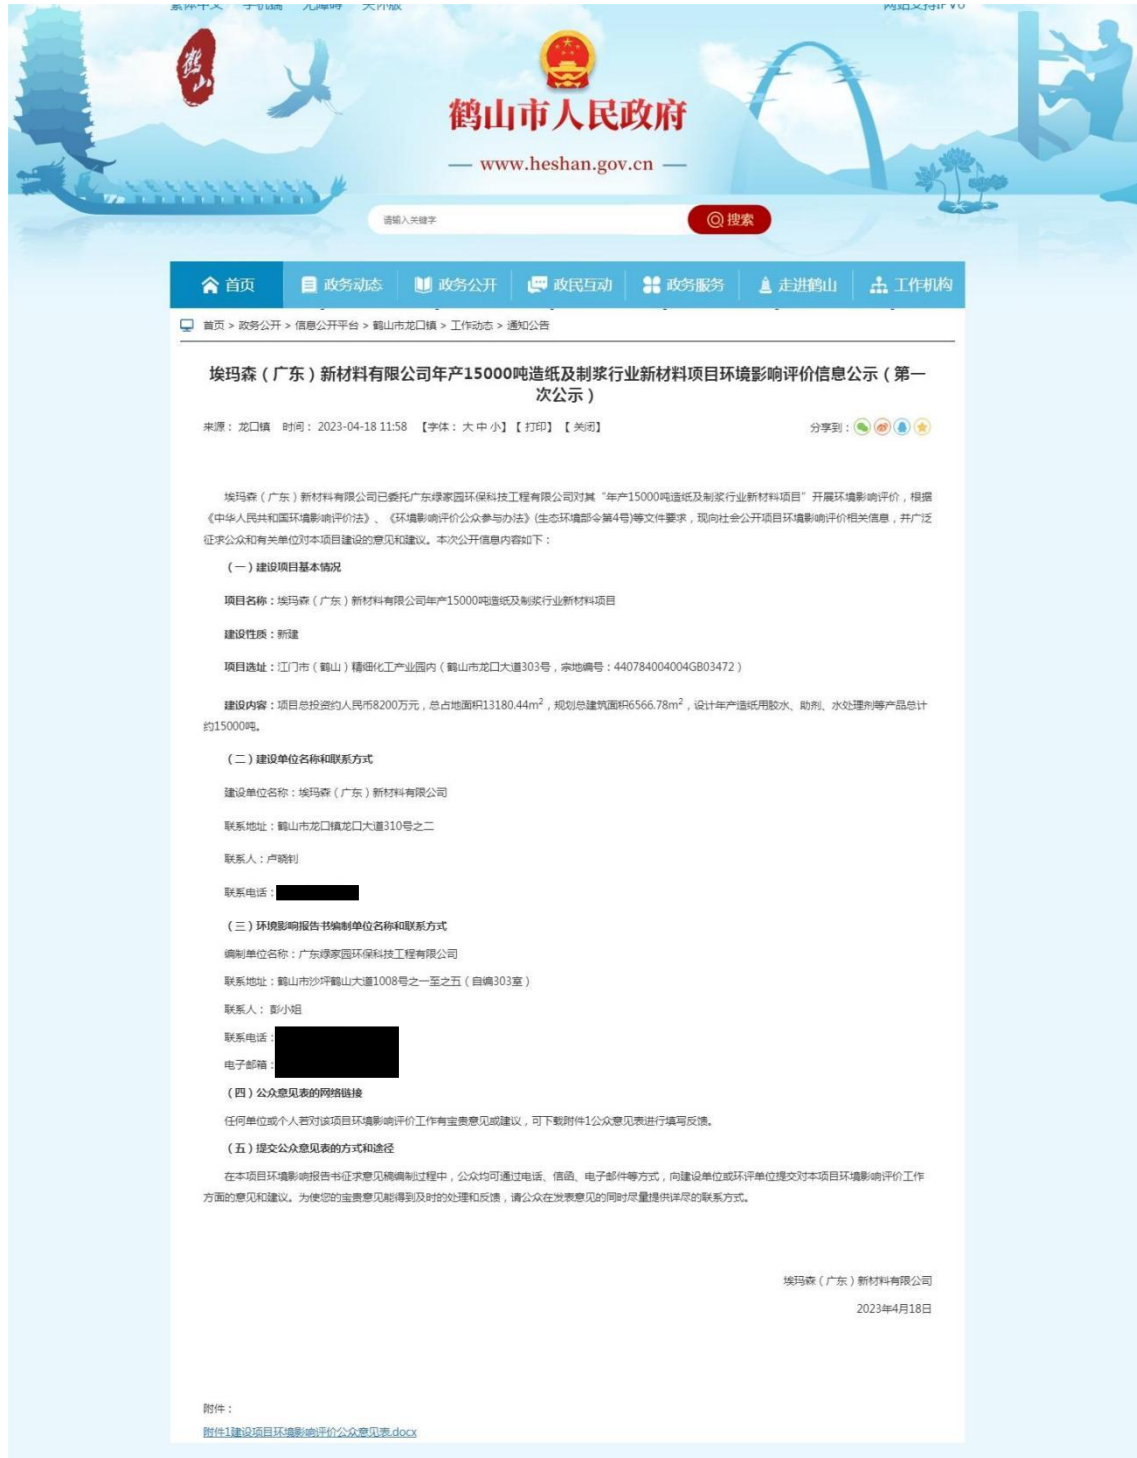 繁体中文 手机端 无障碍 关怀版 网站支持IPV6
鹤山
鹤山市人民政府
— www.heshan.gov.cn —
请输入关键字 搜索
首页 政务动态 政务公开 政民互动 政务服务 走进鹤山 工作机构
首页 > 政务公开 > 信息公开平台 > 鹤山市龙口镇 > 工作动态 > 通知公告
埃玛森（广东）新材料有限公司年产15000吨造纸及制浆行业新材料项目环境影响评价信息公示（第一
次公示）
来源：龙口镇 时间：2023-04-18 11:58 【字体：大 中 小】【打印】【关闭】 分享到：
埃玛森（广东）新材料有限公司已委托广东绿家园环保科技工程有限公司对其“年产15000吨造纸及制浆行业新材料项目”开展环境影响评价，根据
《中华人民共和国环境影响评价法》、《环境影响评价公众参与办法》(生态环境部令第4号)等文件要求，现向社会公开项目环境影响评价相关信息，并广泛
征求公众和有关单位对本项目建设的意见和建议。本次公开信息内容如下：
（一）建设项目基本情况
项目名称：埃玛森（广东）新材料有限公司年产15000吨造纸及制浆行业新材料项目
建设性质：新建
项目选址：江门市（鹤山）精细化工产业园内（鹤山市龙口大道303号，宗地编号：440784004004GB03472）
建设内容：项目总投资约人民币8200万元，总占地面积13180.44m²，规划总建筑面积6566.78m²，设计年产造纸用胶水、助剂、水处理剂等产品总计
约15000吨。
（二）建设单位名称和联系方式
建设单位名称：埃玛森（广东）新材料有限公司
联系地址：鹤山市龙口镇龙口大道310号之二
联系人：卢晓钊
联系电话：
（三）环境影响报告书编制单位名称和联系方式
编制单位名称：广东绿家园环保科技工程有限公司
联系地址：鹤山市沙坪鹤山大道1008号之一至之五（自编303室）
联系人：彭小姐
联系电话：
电子邮箱：
（四）公众意见表的网络链接
任何单位或个人若对该项目环境影响评价工作有宝贵意见或建议，可下载附件1公众意见表进行填写反馈。
（五）提交公众意见表的方式和途径
在本项目环境影响报告书征求意见稿编制过程中，公众均可通过电话、信函、电子邮件等方式，向建设单位或环评单位提交对本项目环境影响评价工作
方面的意见和建议。为使您的宝贵意见能得到及时的处理和反馈，请公众在发表意见的同时尽量提供详尽的联系方式。
埃玛森（广东）新材料有限公司
2023年4月18日
附件：
附件1建设项目环境影响评价公众意见表.docx